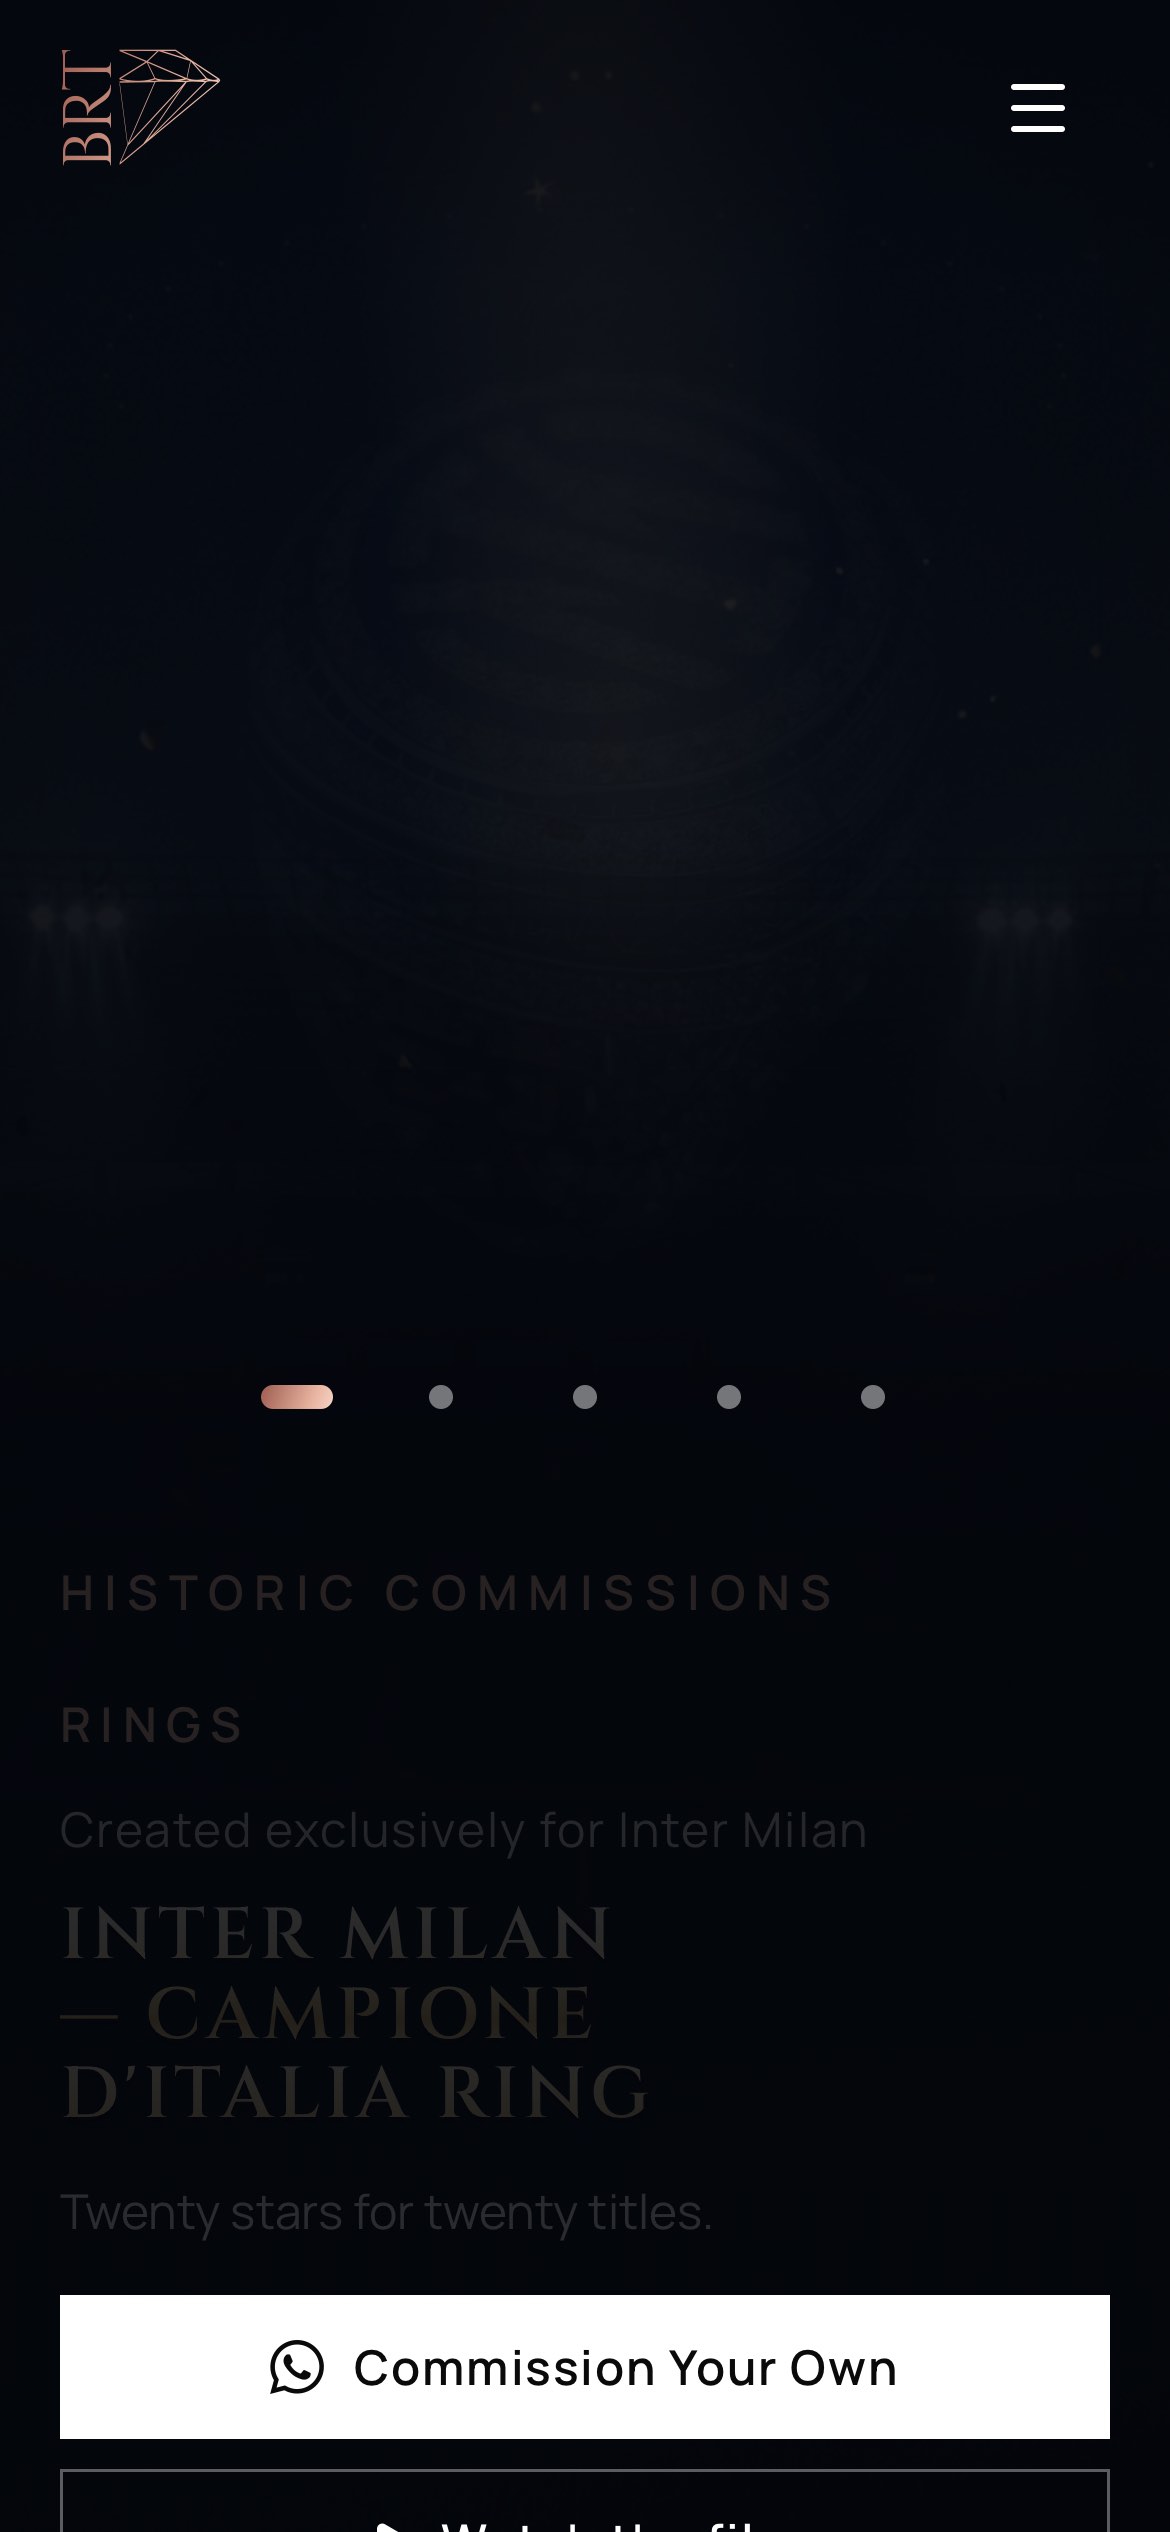 BRT
HISTORIC COMMISSIONS
RINGS
Created exclusively for Inter Milan
INTER MILAN
— CAMPIONE
D'ITALIA RING
Twenty stars for twenty titles.
Commission Your Own